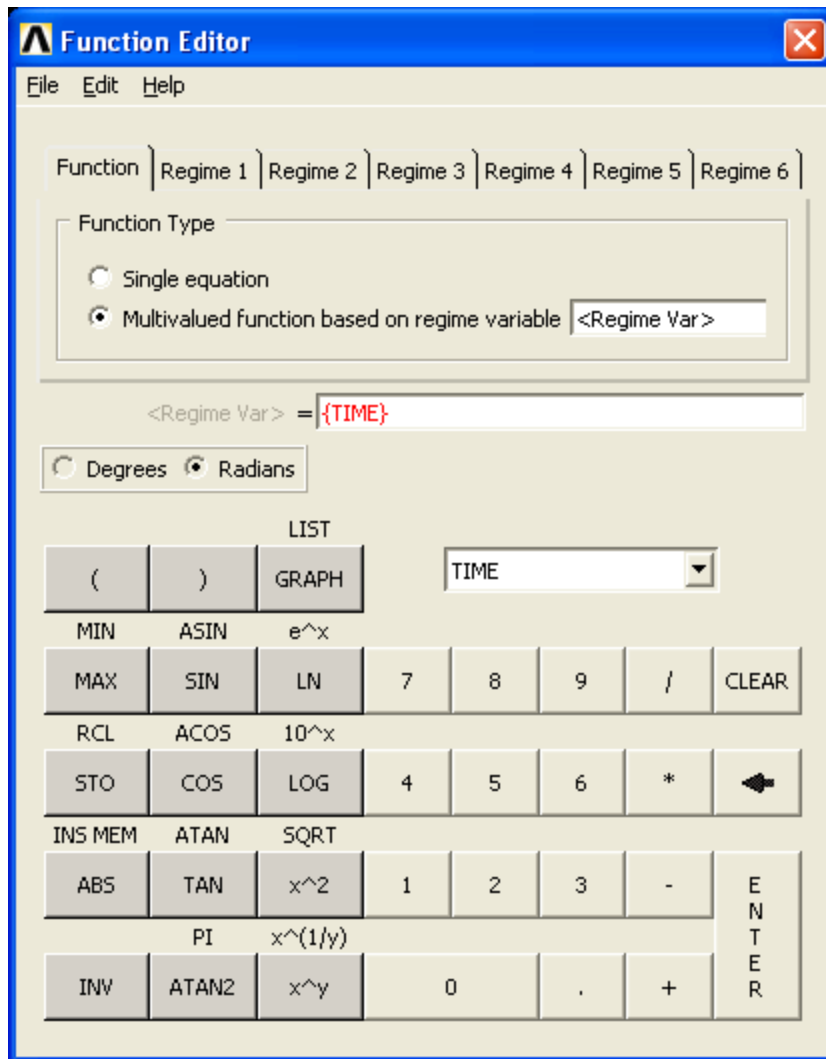 Function Editor
File Edit Help
Function Regime 1 Regime 2 Regime 3 Regime 4 Regime 5 Regime 6
Function Type
Single equation
Multivalued function based on regime variable <Regime Var>
<Regime Var> = {TIME}
Degrees Radians
LIST
( ) GRAPH TIME
MIN ASIN e^x
MAX SIN LN 7 8 9 / CLEAR
RCL ACOS 10^x
STO COS LOG 4 5 6 *
INS MEM ATAN SQRT
ABS TAN x^2 1 2 3 - ENTER
PI x^(1/y)
INV ATAN2 x^y 0 . +